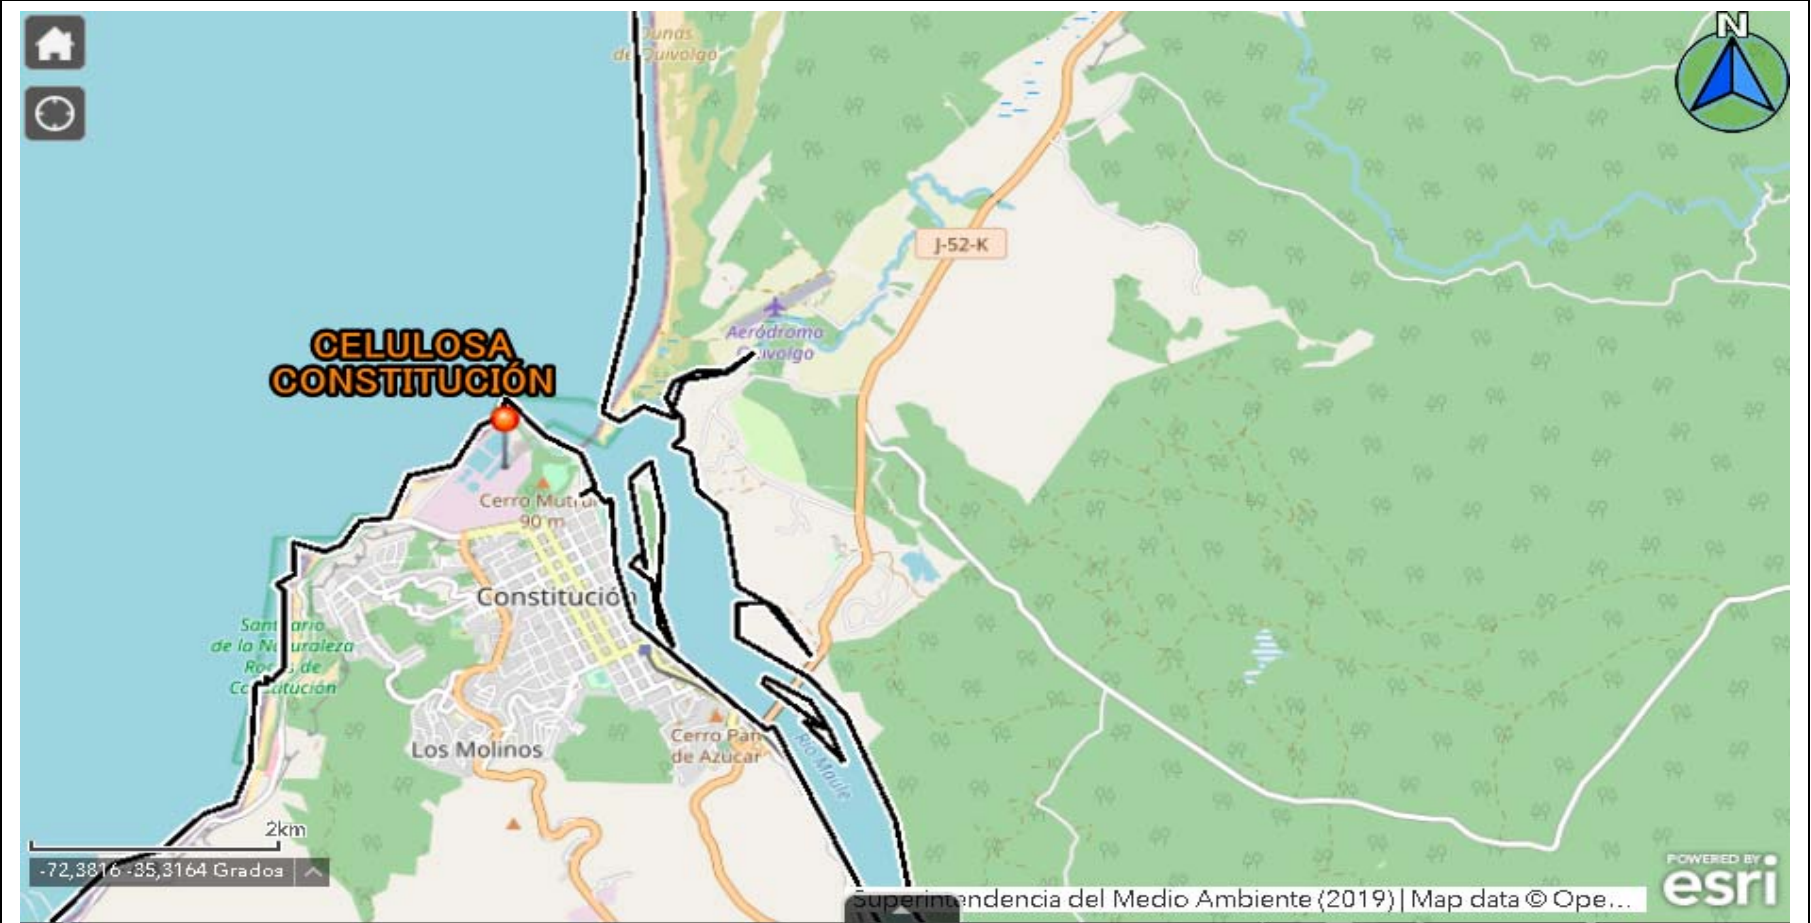 N
Dunas
de Quivolgo
J-52-K
Aeródromo
Quivolgo
CELULOSA
CONSTITUCIÓN
Cerro Mutrún
90 m
Constitución
Santuario
de la Naturaleza
Rocas de
Constitución
Los Molinos
Cerro Pan
de Azúcar
Río Maule
2km
-72,3816 -35,3164 Grados
Superintendencia del Medio Ambiente (2019) | Map data © Ope...
POWERED BY
esri